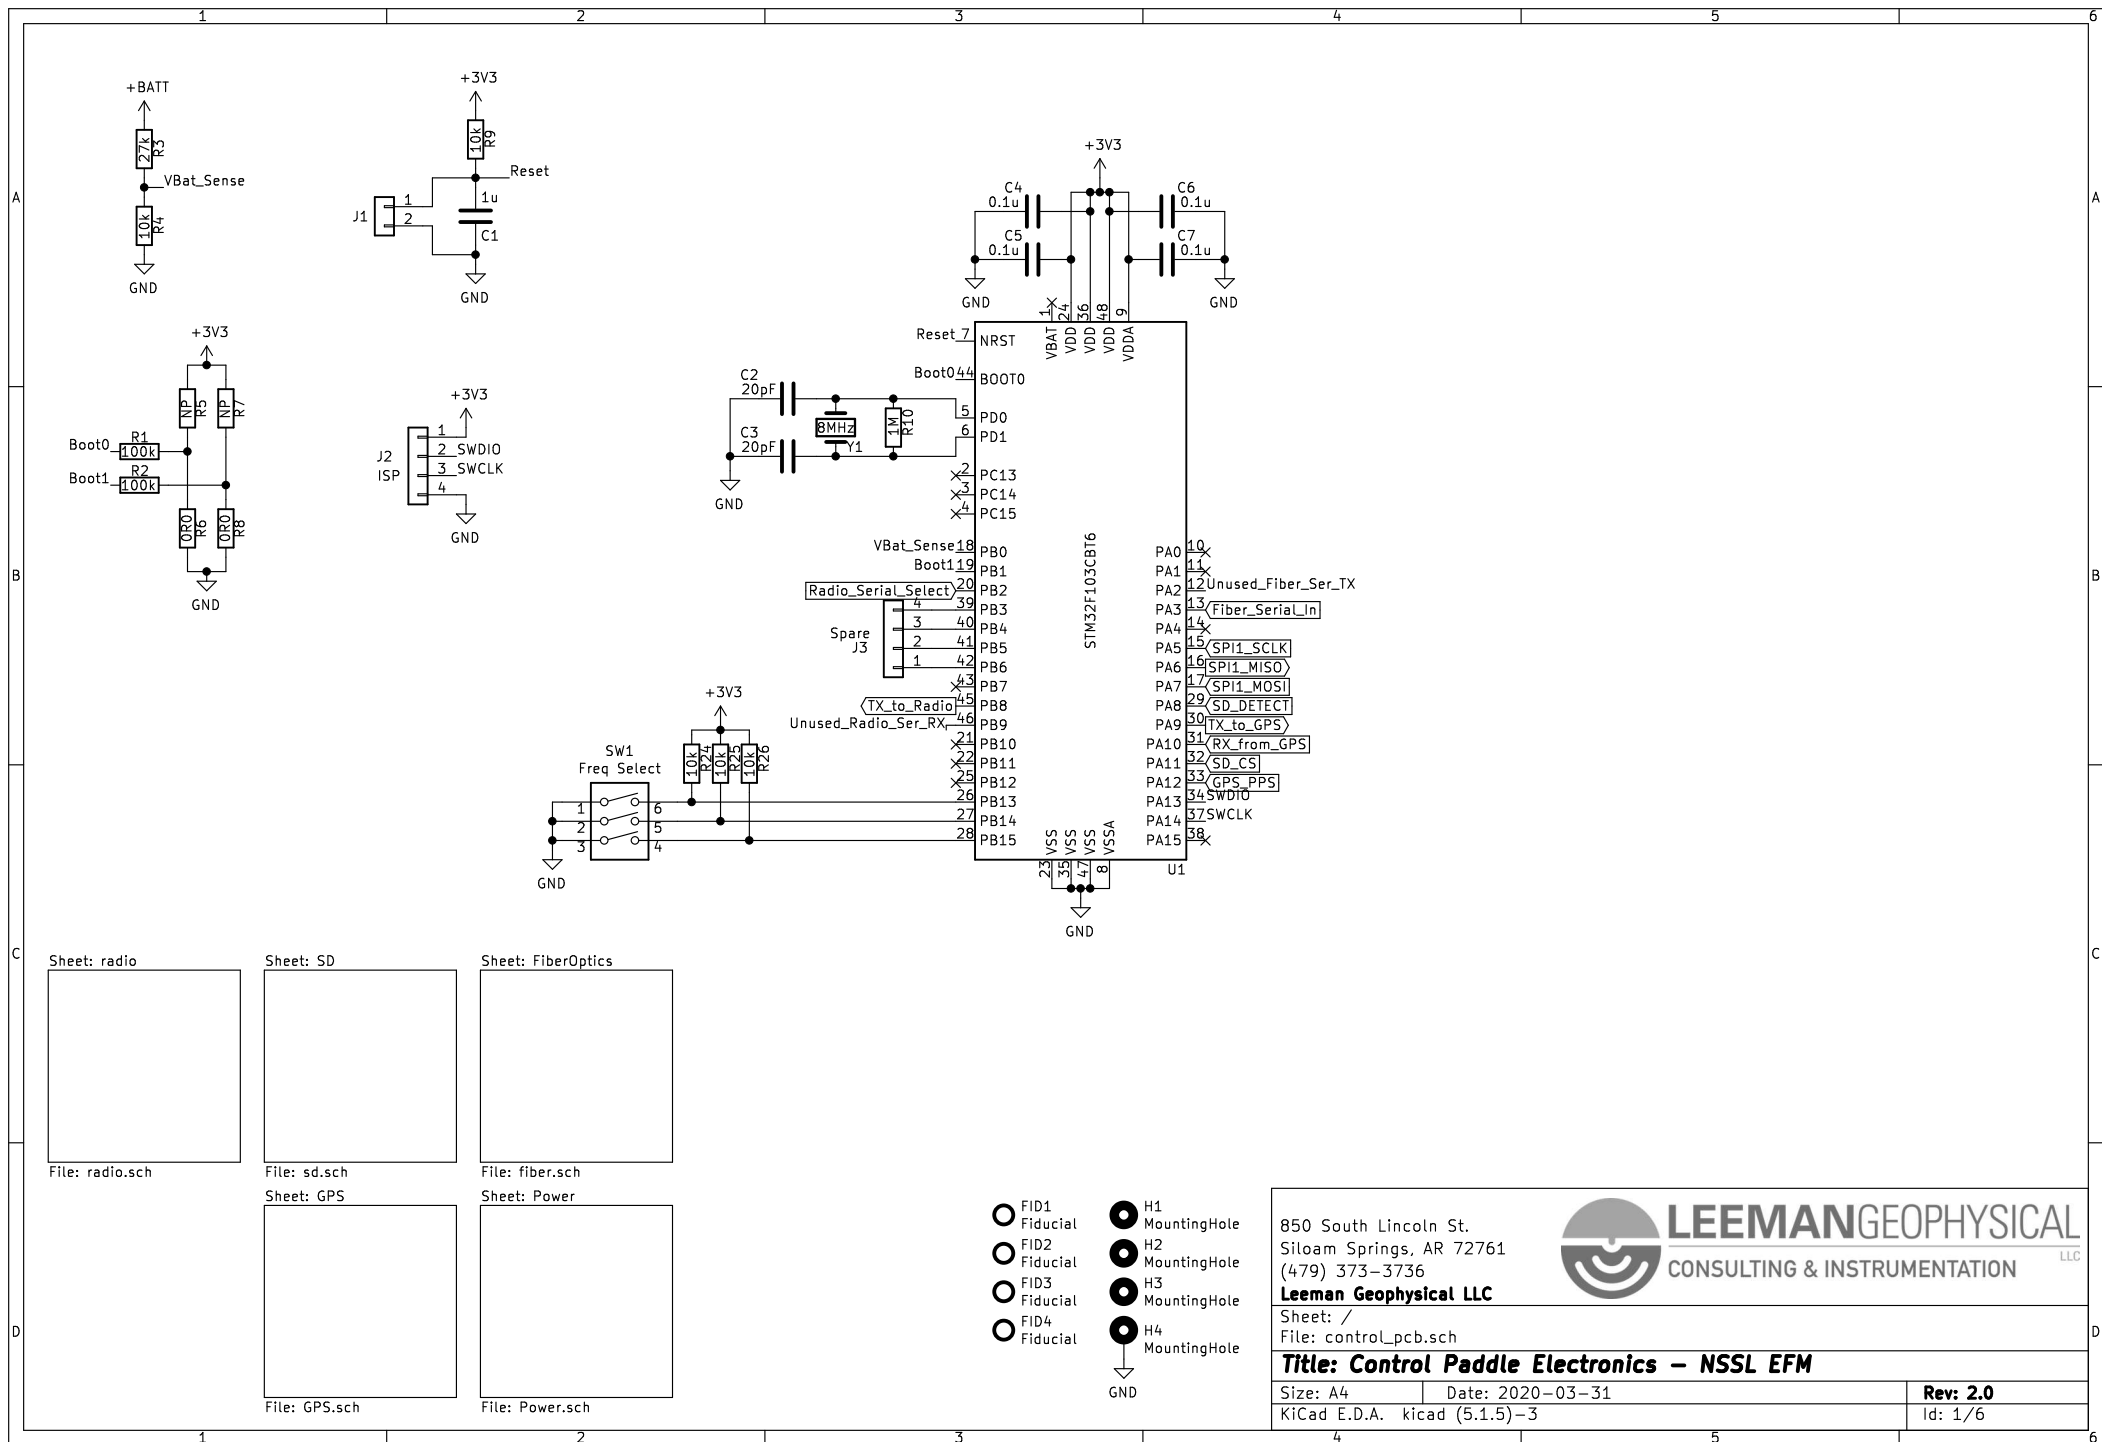 1 2 3 4 5 6
A
B
C
D
A
B
C
D
1 2 3 4 5 6
+BATT
27k
R3
VBat_Sense
10k
R4
GND
+3V3
10k
R9
Reset
J1
1
2
1u
C1
GND
+3V3
NP
R5
NP
R7
Boot0
R1
100k
Boot1
R2
100k
0R0
R6
0R0
R8
GND
+3V3
J2
ISP
1
2 SWDIO
3 SWCLK
4
GND
+3V3
C4
0.1u
C5
0.1u
C6
0.1u
C7
0.1u
GND
GND
1 VBAT
24 VDD
36 VDD
48 VDD
9 VDDA
Reset 7 NRST
Boot0 44 BOOT0
C2
20pF
C3
20pF
8MHz
Y1
1M
R10
GND
5 PD0
6 PD1
2 PC13
3 PC14
4 PC15
VBat_Sense 18 PB0
Boot1 19 PB1
Radio_Serial_Select 20 PB2
4 39 PB3
3 40 PB4
2 41 PB5
1 42 PB6
Spare
J3
43 PB7
TX_to_Radio 45 PB8
Unused_Radio_Ser_RX 46 PB9
21 PB10
22 PB11
25 PB12
26 PB13
27 PB14
28 PB15
STM32F103CBT6
PA0 10
PA1 11
PA2 12 Unused_Fiber_Ser_TX
PA3 13 Fiber_Serial_In
PA4 14
PA5 15 SPI1_SCLK
PA6 16 SPI1_MISO
PA7 17 SPI1_MOSI
PA8 29 SD_DETECT
PA9 30 TX_to_GPS
PA10 31 RX_from_GPS
PA11 32 SD_CS
PA12 33 GPS_PPS
PA13 34 SWDIO
PA14 37 SWCLK
PA15 38
U1
23 VSS
35 VSS
47 VSS
8 VSSA
GND
+3V3
10k
R24
10k
R25
10k
R26
SW1
Freq Select
1 6
2 5
3 4
GND
Sheet: radio
File: radio.sch
Sheet: SD
File: sd.sch
Sheet: FiberOptics
File: fiber.sch
Sheet: GPS
File: GPS.sch
Sheet: Power
File: Power.sch
FID1
Fiducial
FID2
Fiducial
FID3
Fiducial
FID4
Fiducial
H1
MountingHole
H2
MountingHole
H3
MountingHole
H4
MountingHole
GND
850 South Lincoln St.
Siloam Springs, AR 72761
(479) 373-3736
Leeman Geophysical LLC
LEEMANGEOPHYSICAL
LLC
CONSULTING & INSTRUMENTATION
Sheet: /
File: control_pcb.sch
Title: Control Paddle Electronics – NSSL EFM
Size: A4 Date: 2020-03-31 Rev: 2.0
KiCad E.D.A. kicad (5.1.5)-3 Id: 1/6